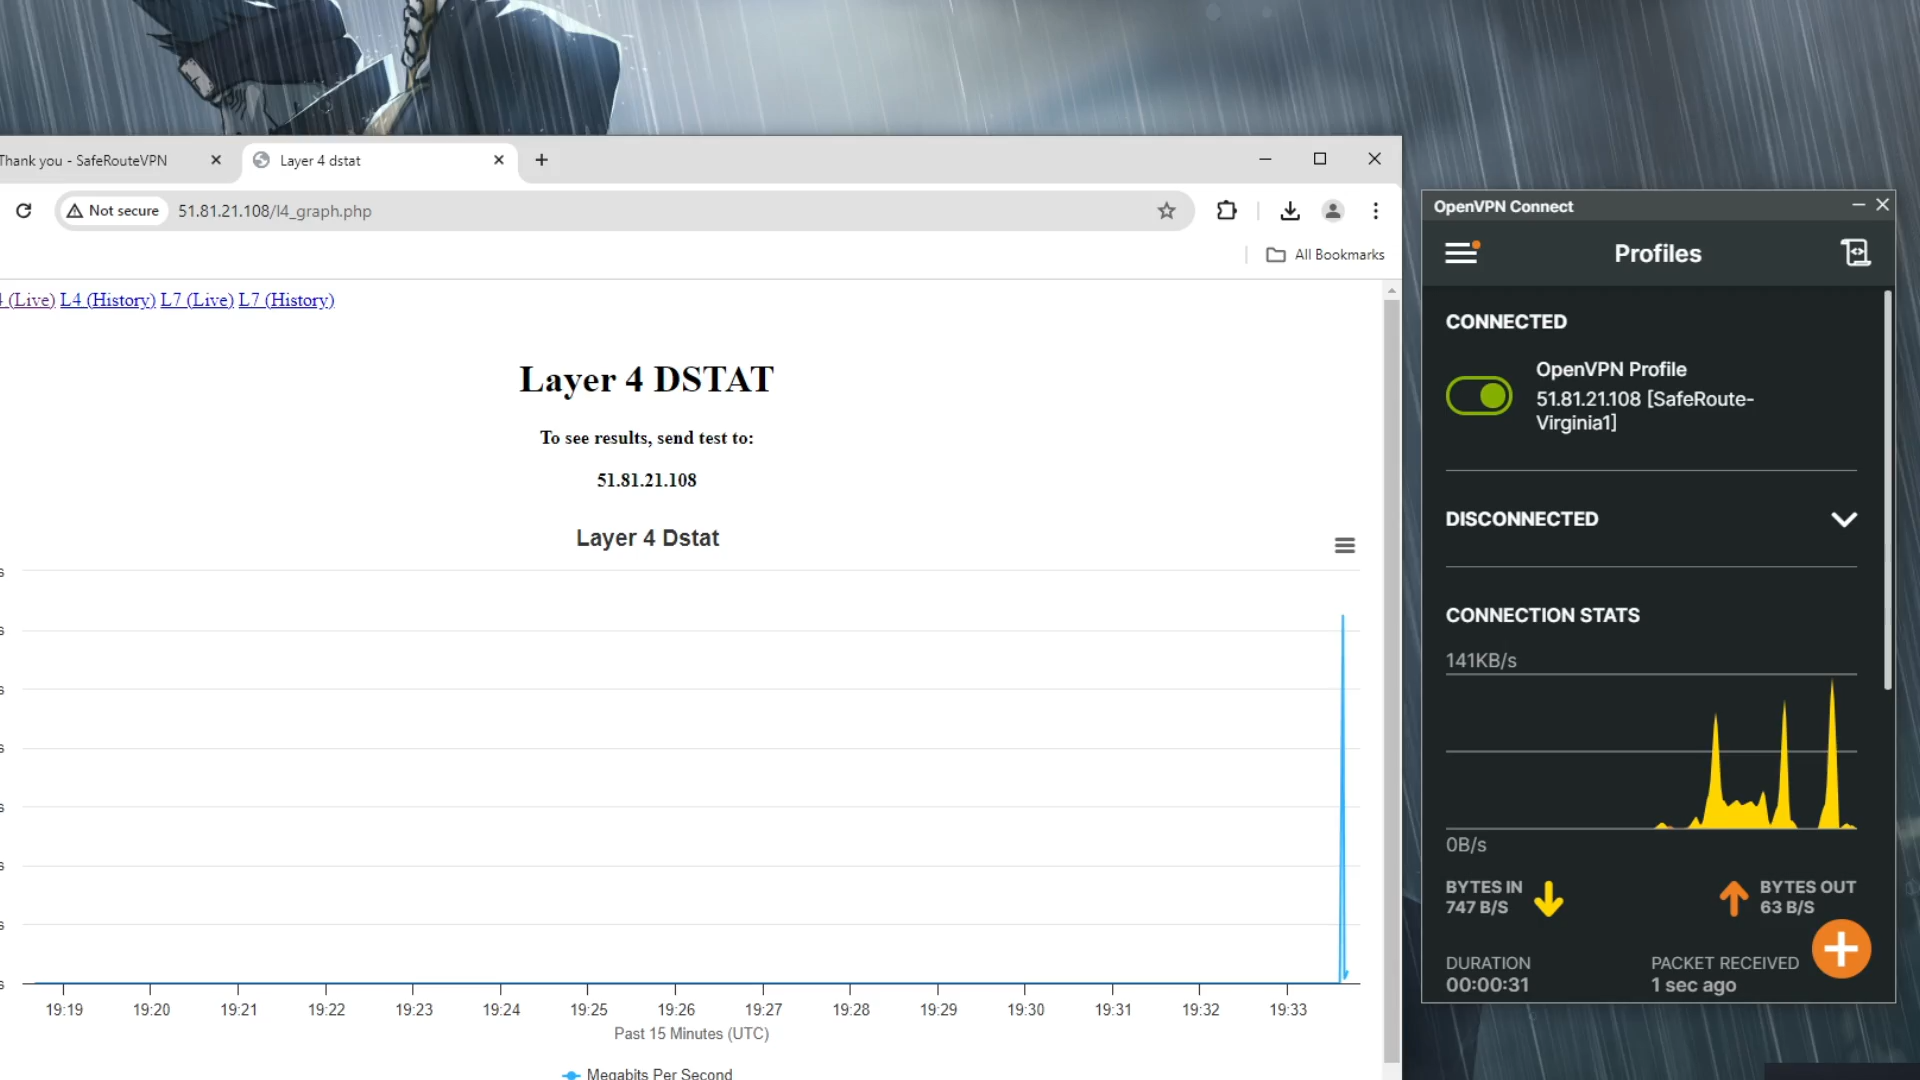 Thank you - SafeRouteVPN
Layer 4 dstat
Not secure
51.81.21.108/l4_graph.php
All Bookmarks
(Live) L4 (History) L7 (Live) L7 (History)
Layer 4 DSTAT
To see results, send test to:
51.81.21.108
Layer 4 Dstat
19:19 19:20 19:21 19:22 19:23 19:24 19:25 19:26 19:27 19:28 19:29 19:30 19:31 19:32 19:33
Past 15 Minutes (UTC)
Megabits Per Second
OpenVPN Connect
Profiles
CONNECTED
OpenVPN Profile
51.81.21.108 [SafeRoute-
Virginia1]
DISCONNECTED
CONNECTION STATS
141KB/s
0B/s
BYTES IN
747 B/S
BYTES OUT
63 B/S
DURATION
00:00:31
PACKET RECEIVED
1 sec ago